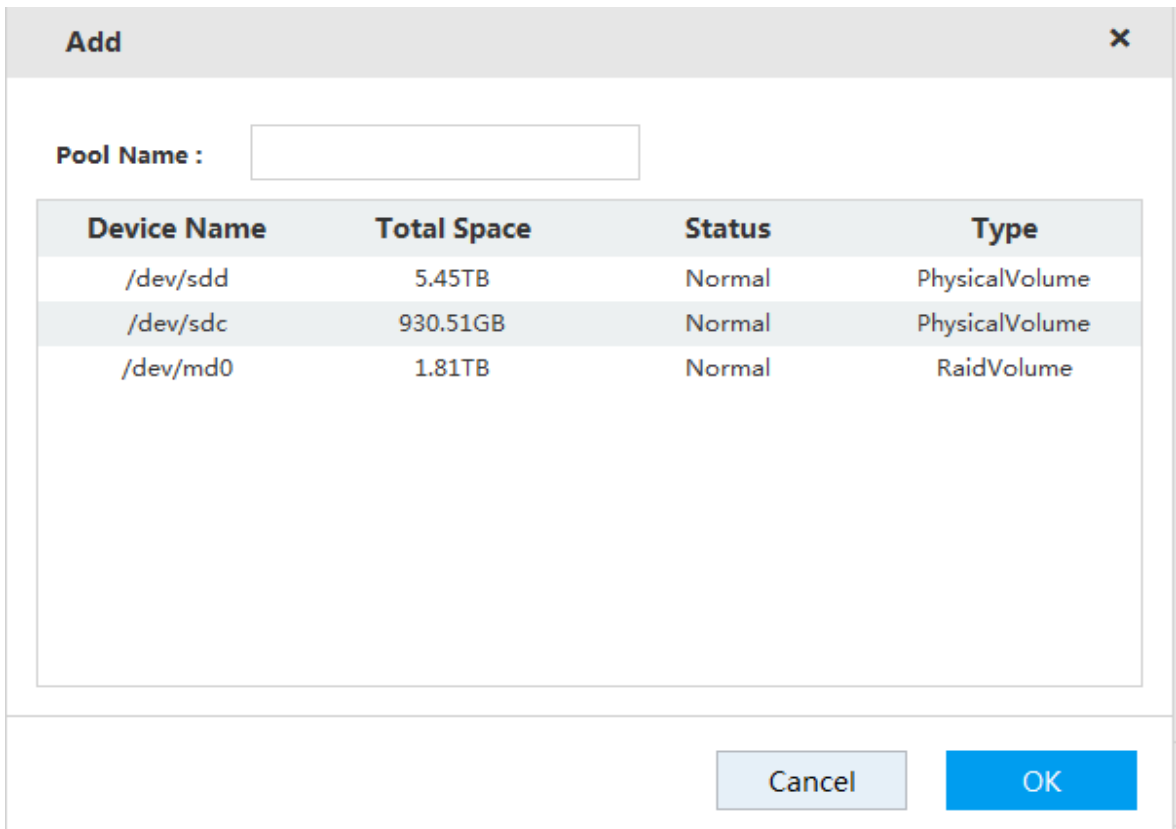 Add ×
Pool Name :
Device Name Total Space Status Type
/dev/sdd 5.45TB Normal PhysicalVolume
/dev/sdc 930.51GB Normal PhysicalVolume
/dev/md0 1.81TB Normal RaidVolume
Cancel OK